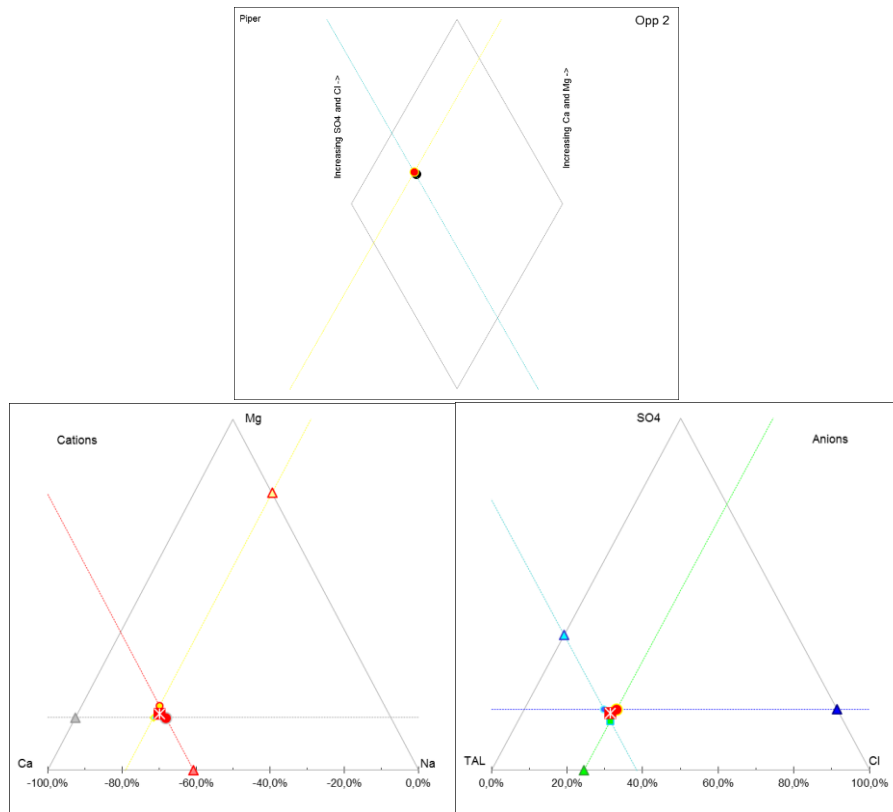 Piper
Opp 2
Increasing SO4 and Cl ->
Increasing Ca and Mg ->
Mg
Cations
Ca
Na
-100,0%
-80,0%
-60,0%
-40,0%
-20,0%
0,0%
SO4
Anions
TAL
Cl
0,0%
20,0%
40,0%
60,0%
80,0%
100,0%